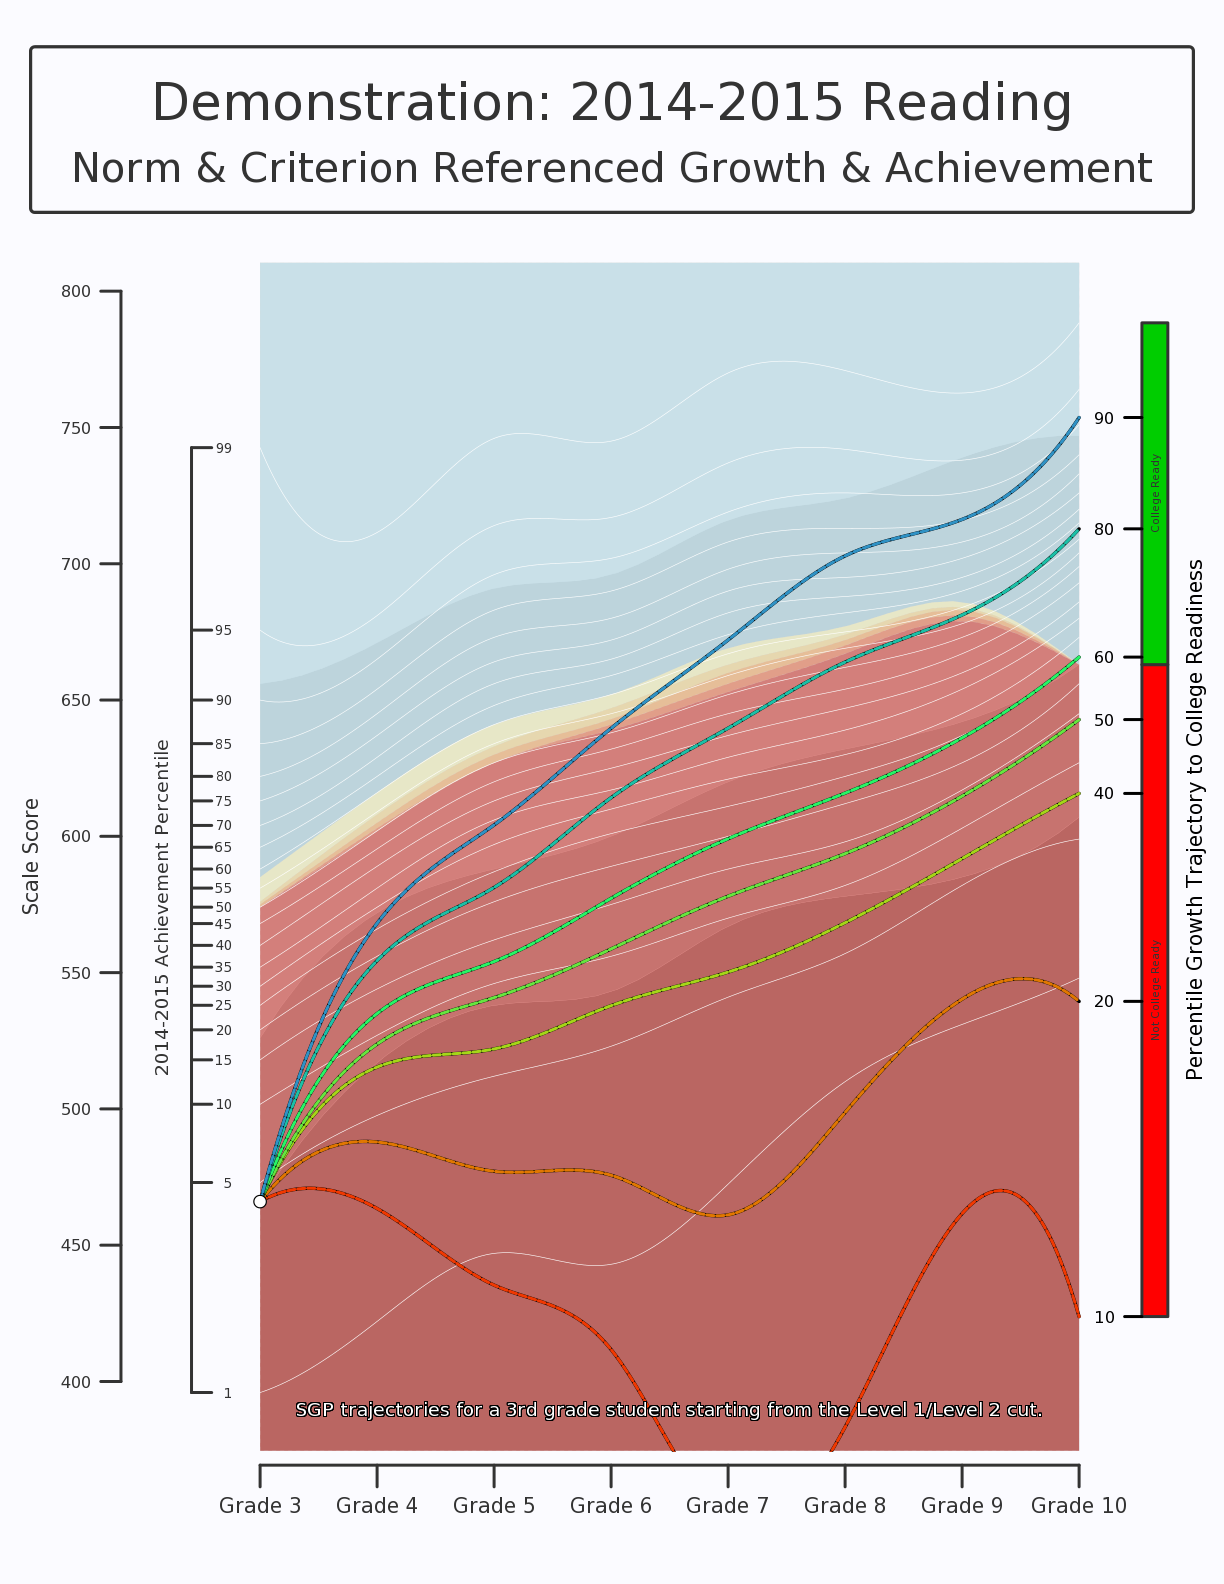 Demonstration: 2014-2015 Reading
Norm & Criterion Referenced Growth & Achievement
Scale Score
800
750
700
650
600
550
500
450
400
2014-2015 Achievement Percentile
99
95
90
85
80
75
70
65
60
55
50
45
40
35
30
25
20
15
10
5
1
SGP trajectories for a 3rd grade student starting from the Level 1/Level 2 cut.
Grade 3
Grade 4
Grade 5
Grade 6
Grade 7
Grade 8
Grade 9
Grade 10
90
80
60
50
40
20
10
College Ready
Not College Ready
Percentile Growth Trajectory to College Readiness